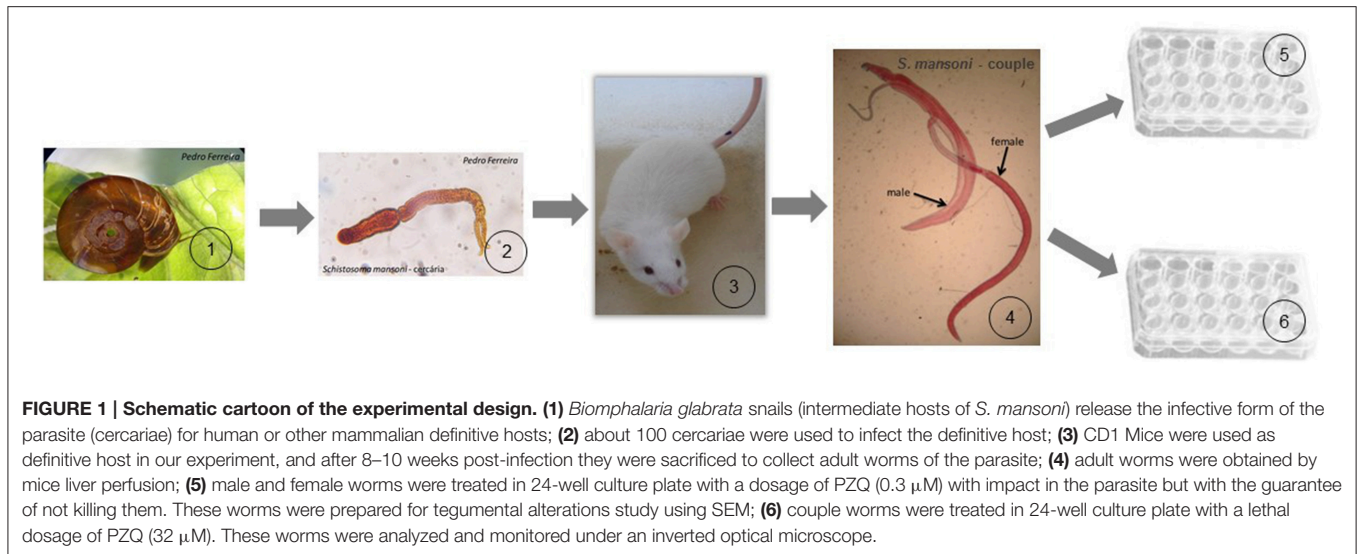 Pedro Ferreira
1
Pedro Ferreira
Schistosoma mansoni - cercária
2
3
S. mansoni - couple
female
male
4
5
6
FIGURE 1 | Schematic cartoon of the experimental design. (1) Biomphalaria glabrata snails (intermediate hosts of S. mansoni) release the infective form of the
parasite (cercariae) for human or other mammalian definitive hosts; (2) about 100 cercariae were used to infect the definitive host; (3) CD1 Mice were used as
definitive host in our experiment, and after 8–10 weeks post-infection they were sacrificed to collect adult worms of the parasite; (4) adult worms were obtained by
mice liver perfusion; (5) male and female worms were treated in 24-well culture plate with a dosage of PZQ (0.3 μM) with impact in the parasite but with the guarantee
of not killing them. These worms were prepared for tegumental alterations study using SEM; (6) couple worms were treated in 24-well culture plate with a lethal
dosage of PZQ (32 μM). These worms were analyzed and monitored under an inverted optical microscope.